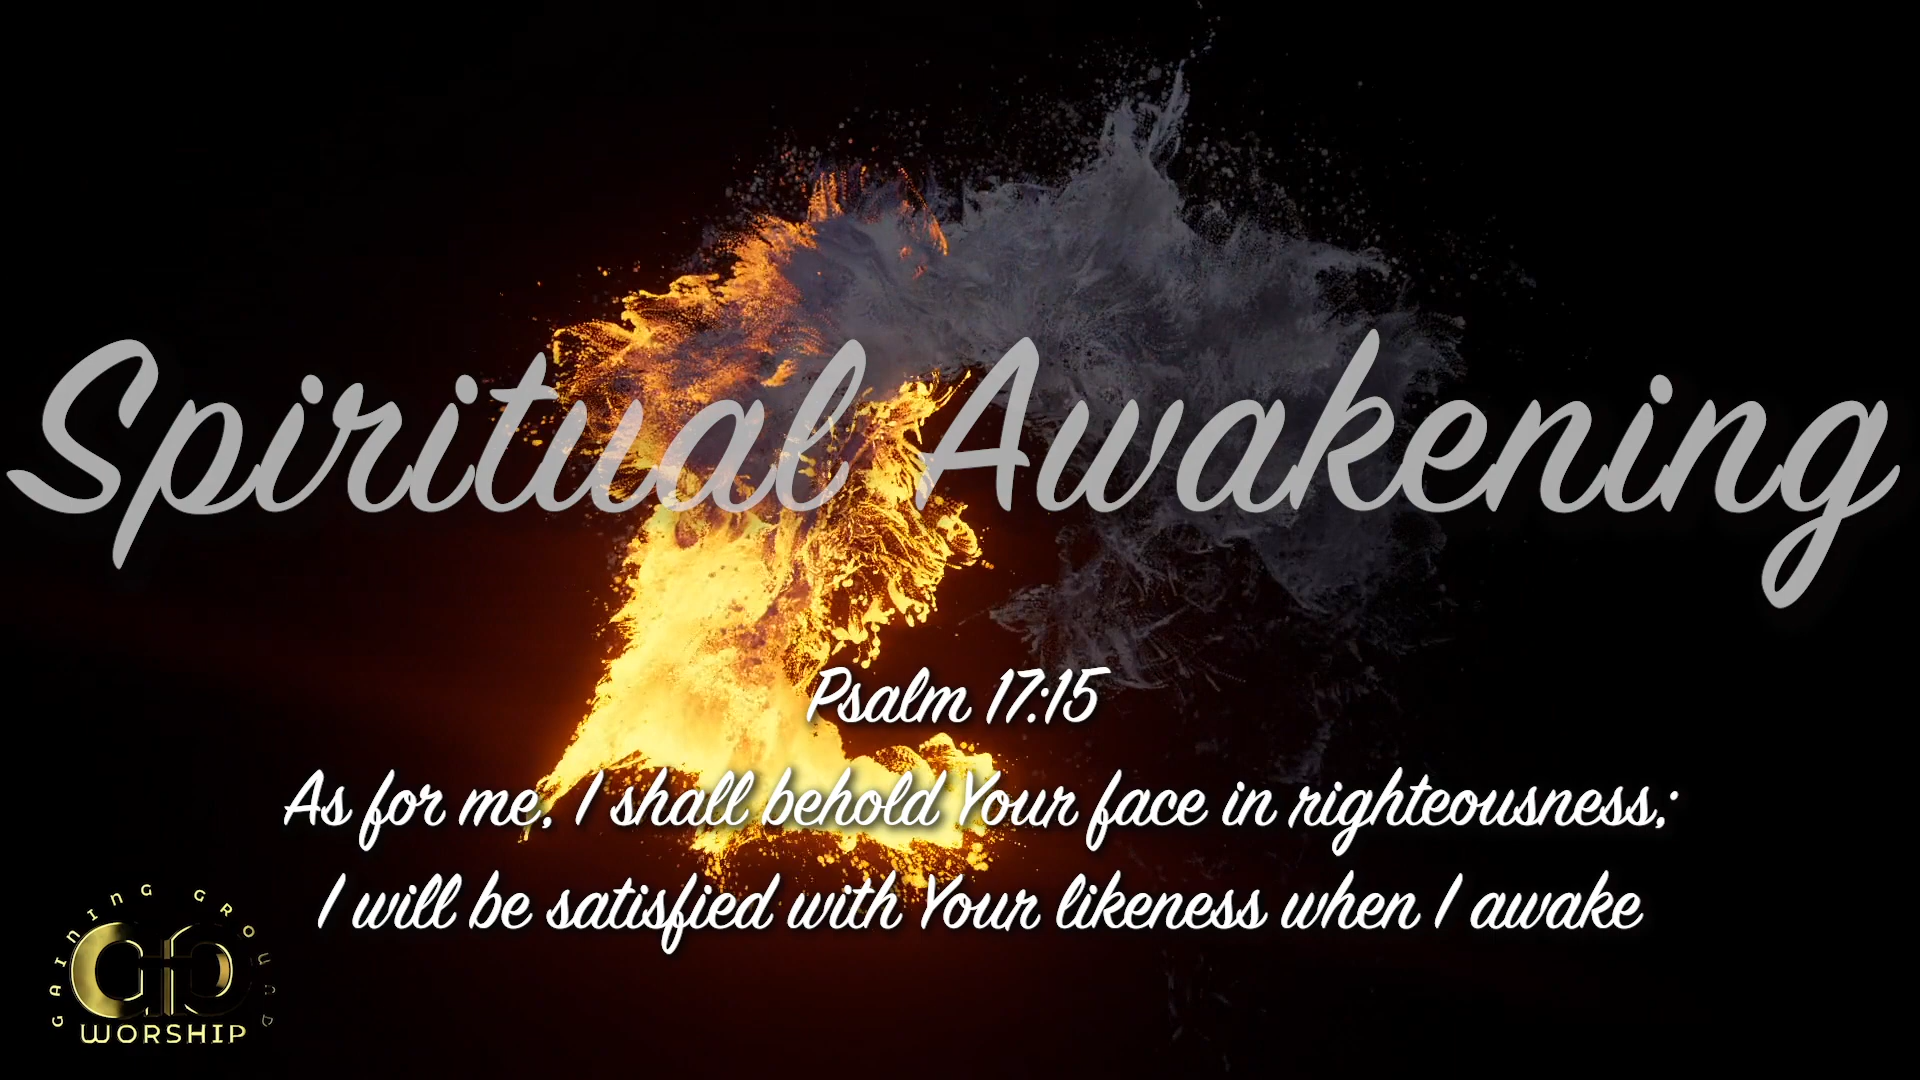 Spiritual Awakening
Psalm 17:15
As for me, I shall behold Your face in righteousness;
I will be satisfied with Your likeness when I awake
GAINING GROUND
WORSHIP